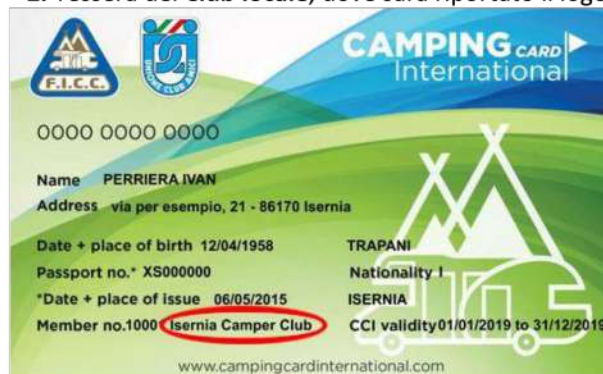 2. Tessera del Club locale, dove sarà riportato il logo
F.I.C.C.
UNIONE CLUB AMICI
CAMPING CARD
International
0000 0000 0000
Name PERRIERA IVAN
Address via per esempio, 21 - 86170 Isernia
Date + place of birth 12/04/1958 TRAPANI
Passport no.* XS000000 Nationality I
*Date + place of issue 06/05/2015 ISERNIA
Member no.1000 Isernia Camper Club CCI validity 01/01/2019 to 31/12/2019
www.campingcardinternational.com